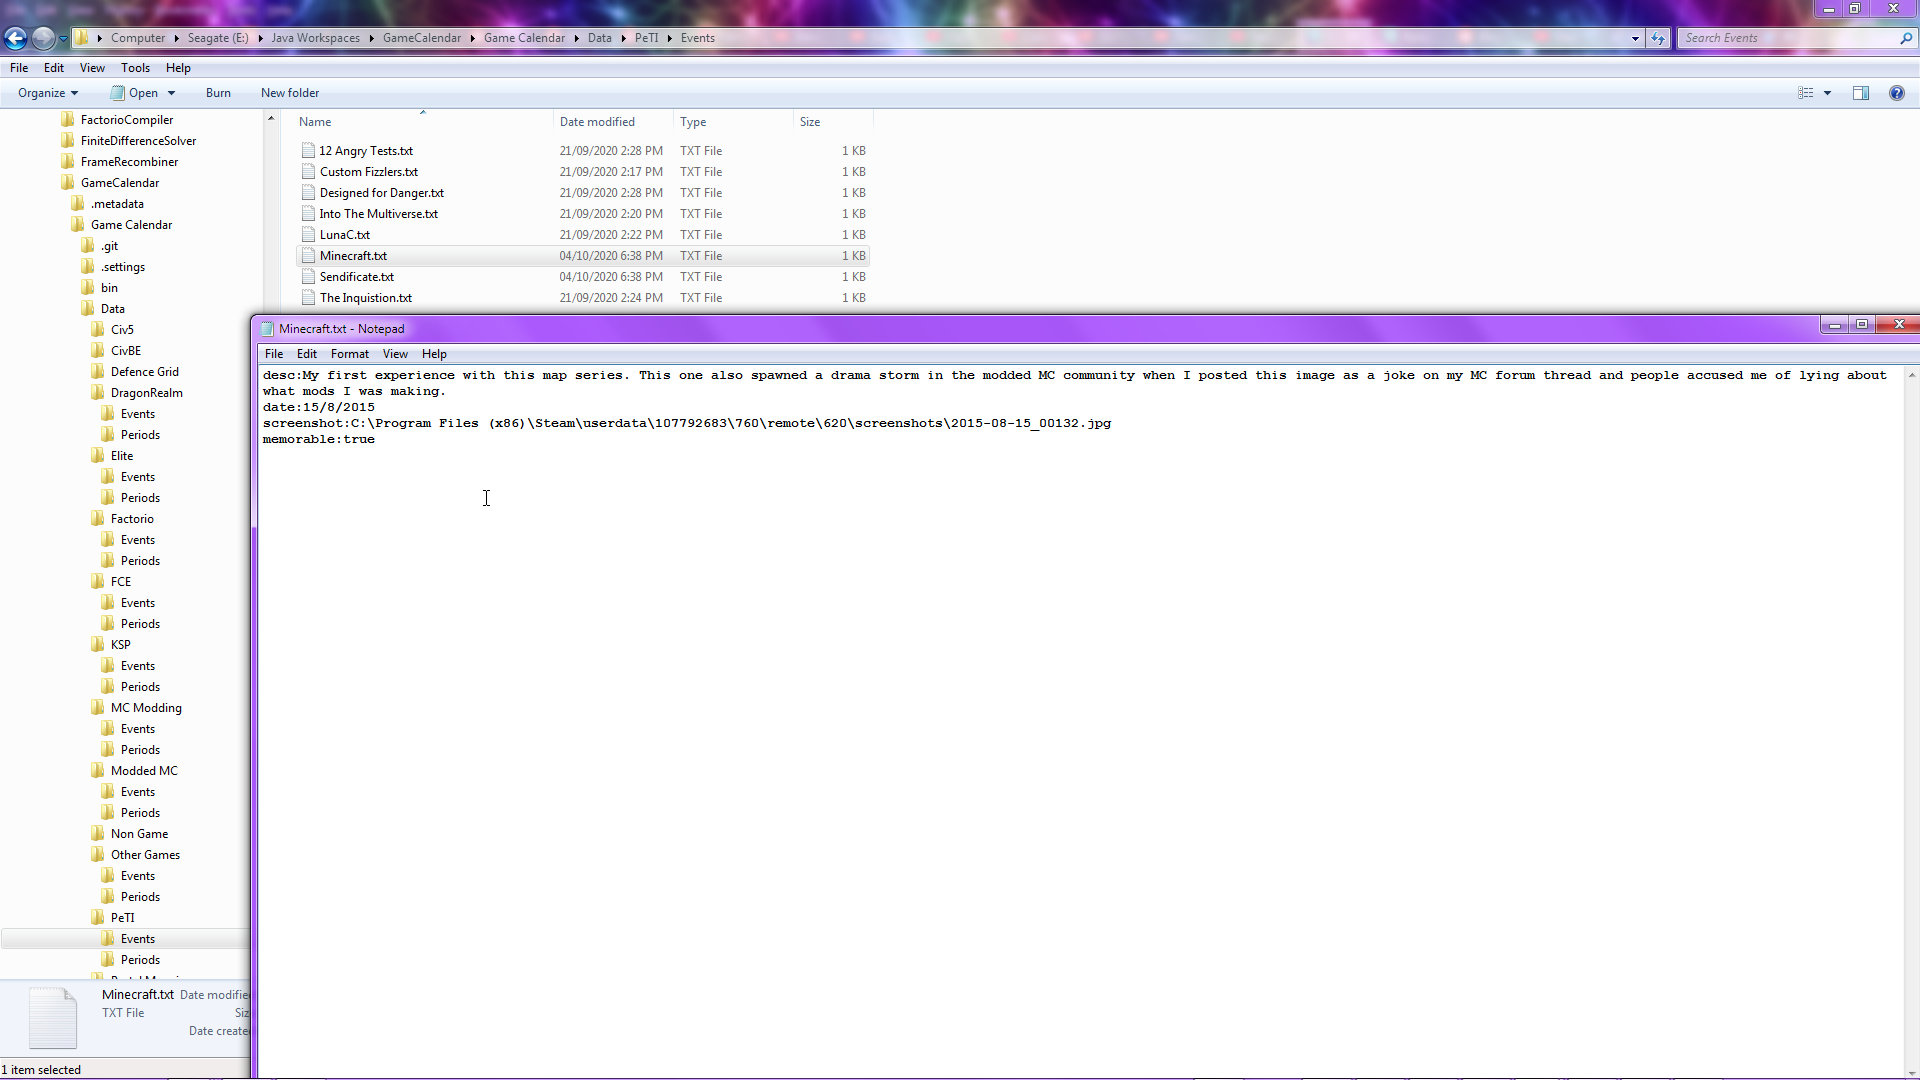 Computer ▸ Seagate (E:) ▸ Java Workspaces ▸ GameCalendar ▸ Game Calendar ▸ Data ▸ PeTI ▸ Events
Search Events
File Edit View Tools Help
Organize Open Burn New folder
Name Date modified Type Size
FactorioCompiler
FiniteDifferenceSolver
FrameRecombiner
GameCalendar
.metadata
Game Calendar
.git
.settings
bin
Data
Civ5
CivBE
Defence Grid
DragonRealm
Events
Periods
Elite
Events
Periods
Factorio
Events
Periods
FCE
Events
Periods
KSP
Events
Periods
MC Modding
Events
Periods
Modded MC
Events
Periods
Non Game
Other Games
Events
Periods
PeTI
Events
Periods
12 Angry Tests.txt 21/09/2020 2:28 PM TXT File 1 KB
Custom Fizzlers.txt 21/09/2020 2:17 PM TXT File 1 KB
Designed for Danger.txt 21/09/2020 2:28 PM TXT File 1 KB
Into The Multiverse.txt 21/09/2020 2:20 PM TXT File 1 KB
LunaC.txt 21/09/2020 2:22 PM TXT File 1 KB
Minecraft.txt 04/10/2020 6:38 PM TXT File 1 KB
Sendificate.txt 04/10/2020 6:38 PM TXT File 1 KB
The Inquistion.txt 21/09/2020 2:24 PM TXT File 1 KB
Minecraft.txt - Notepad
File Edit Format View Help
desc:My first experience with this map series. This one also spawned a drama storm in the modded MC community when I posted this image as a joke on my MC forum thread and people accused me of lying about
what mods I was making.
date:15/8/2015
screenshot:C:\Program Files (x86)\Steam\userdata\107792683\760\remote\620\screenshots\2015-08-15_00132.jpg
memorable:true
Minecraft.txt Date modifie
TXT File Siz
Date create
1 item selected